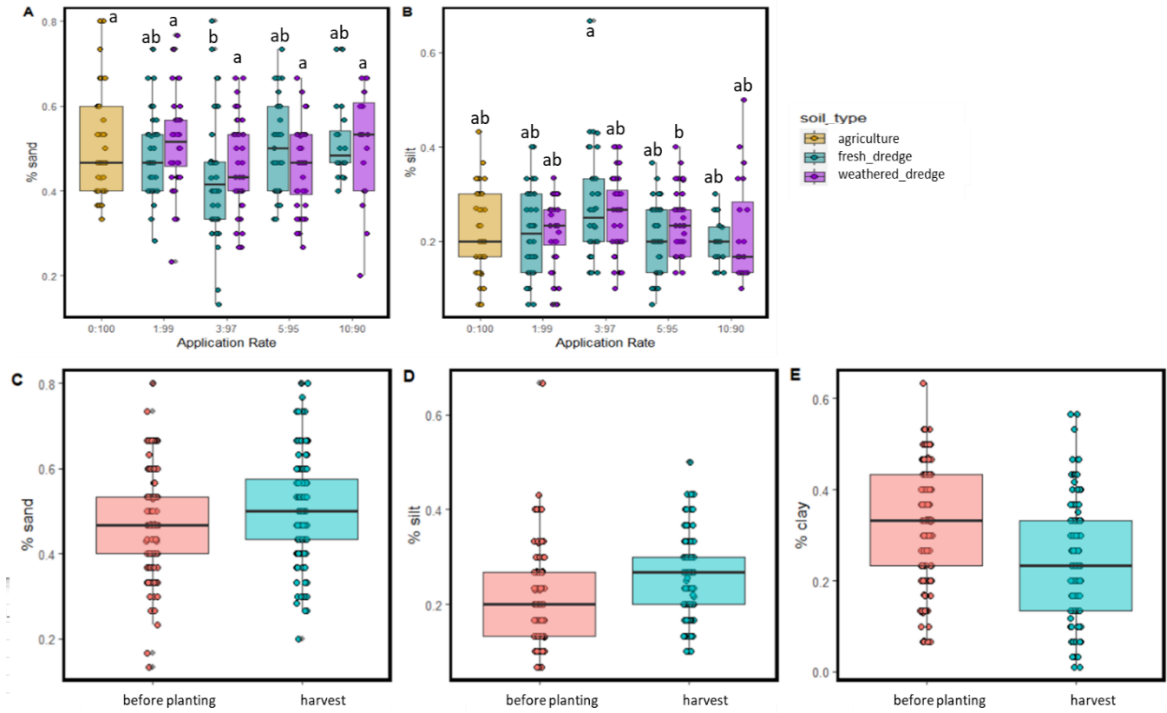 A
a
ab
a
b
a
ab
a
ab
a
0.8
0.6
0.4
0.2
% sand
0:100
1:99
3:97
5:95
10:90
Application Rate
B
ab
ab
ab
a
ab
ab
b
ab
ab
0.6
0.4
0.2
% silt
0:100
1:99
3:97
5:95
10:90
Application Rate
soil_type
agriculture
fresh_dredge
weathered_dredge
C
0.8
0.6
0.4
0.2
% sand
before planting
harvest
D
0.6
0.4
0.2
% silt
before planting
harvest
E
0.6
0.4
0.2
0.0
% clay
before planting
harvest